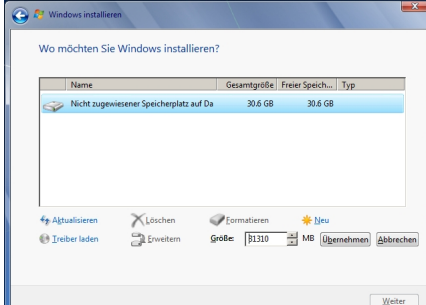 Windows installieren
Wo möchten Sie Windows installieren?
Name Gesamtgröße Freier Speich... Typ
Nicht zugewiesener Speicherplatz auf Da 30.6 GB 30.6 GB
Aktualisieren Löschen Formatieren Neu
Treiber laden Erweitern Größe: 31310 MB Übernehmen Abbrechen
Weiter